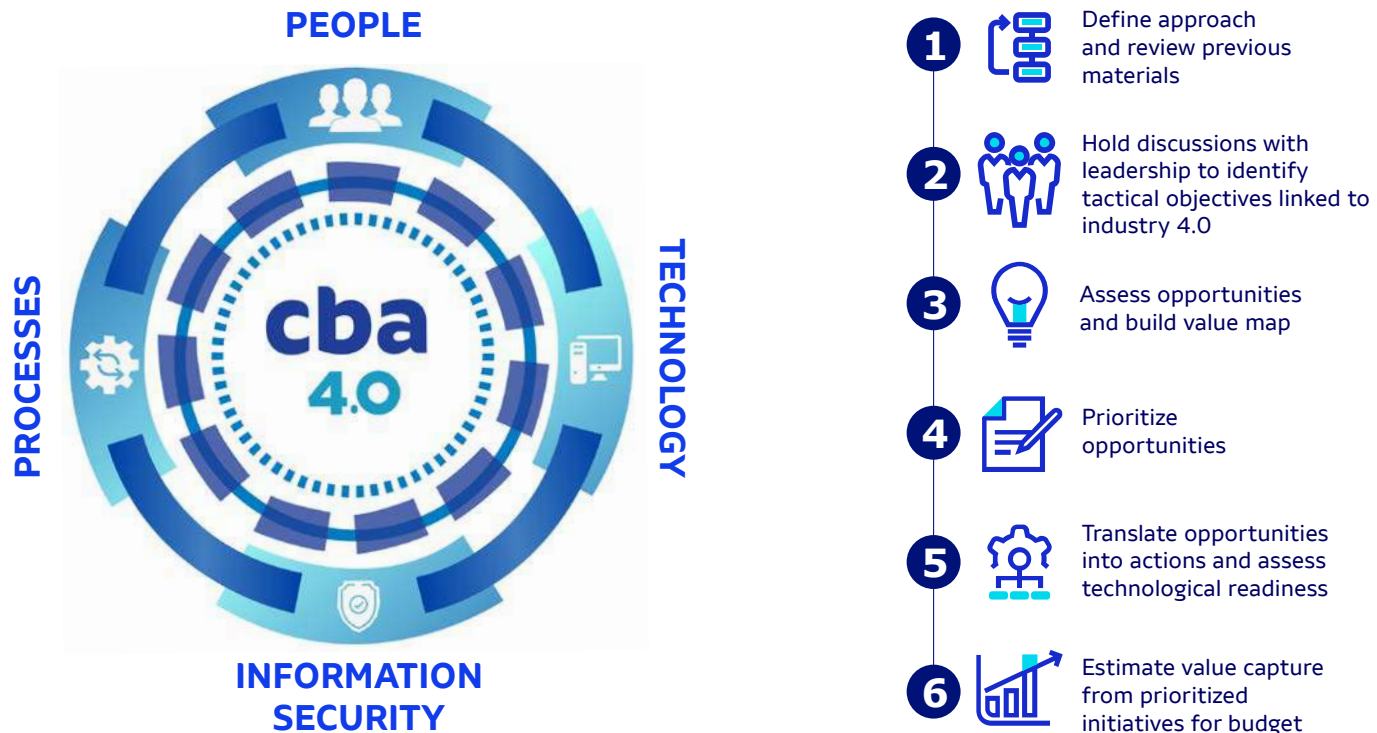 PEOPLE
PROCESSES
cba
4.0
TECHNOLOGY
INFORMATION
SECURITY
1
Define approach
and review previous
materials
2
Hold discussions with
leadership to identify
tactical objectives linked to
industry 4.0
3
Assess opportunities
and build value map
4
Prioritize
opportunities
5
Translate opportunities
into actions and assess
technological readiness
6
Estimate value capture
from prioritized
initiatives for budget